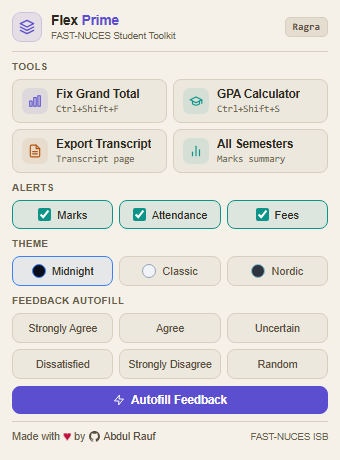 Flex Prime
FAST-NUCES Student Toolkit
Ragra
TOOLS
Fix Grand Total
Ctrl+Shift+F
GPA Calculator
Ctrl+Shift+S
Export Transcript
Transcript page
All Semesters
Marks summary
ALERTS
Marks
Attendance
Fees
THEME
Midnight
Classic
Nordic
FEEDBACK AUTOFILL
Strongly Agree
Agree
Uncertain
Dissatisfied
Strongly Disagree
Random
Autofill Feedback
Made with ♥ by Abdul Rauf
FAST-NUCES ISB